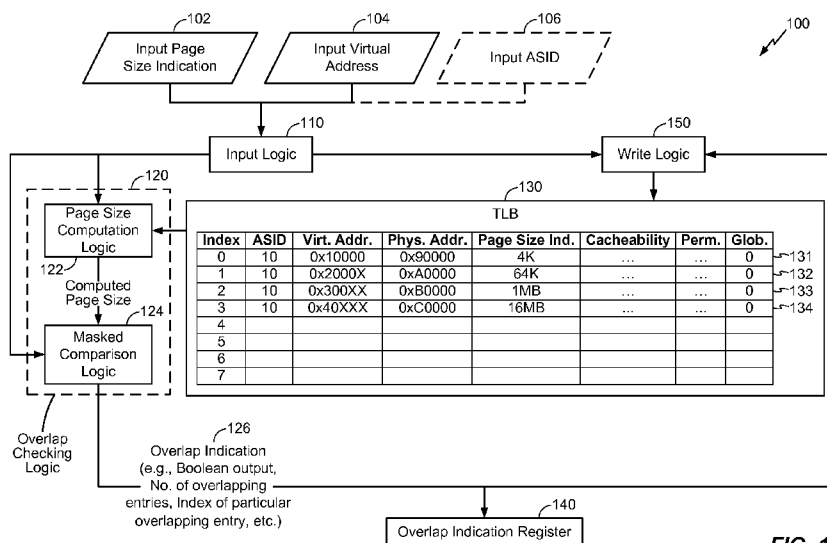 102
104
106
100
Input Page
Size Indication
Input Virtual
Address
Input ASID
110
150
Input Logic
Write Logic
120
130
Page Size
Computation
Logic
122
Computed
Page Size
124
Masked
Comparison
Logic
Overlap
Checking
Logic
TLB
Index ASID Virt. Addr. Phys. Addr. Page Size Ind. Cacheability Perm. Glob.
0 10 0x10000 0x90000 4K ... ... 0 131
1 10 0x2000X 0xA0000 64K ... ... 0 132
2 10 0x300XX 0xB0000 1MB ... ... 0 133
3 10 0x40XXX 0xC0000 16MB ... ... 0 134
4
5
6
7
126
Overlap Indication
(e.g., Boolean output,
No. of overlapping
entries, Index of particular
overlapping entry, etc.)
140
Overlap Indication Register